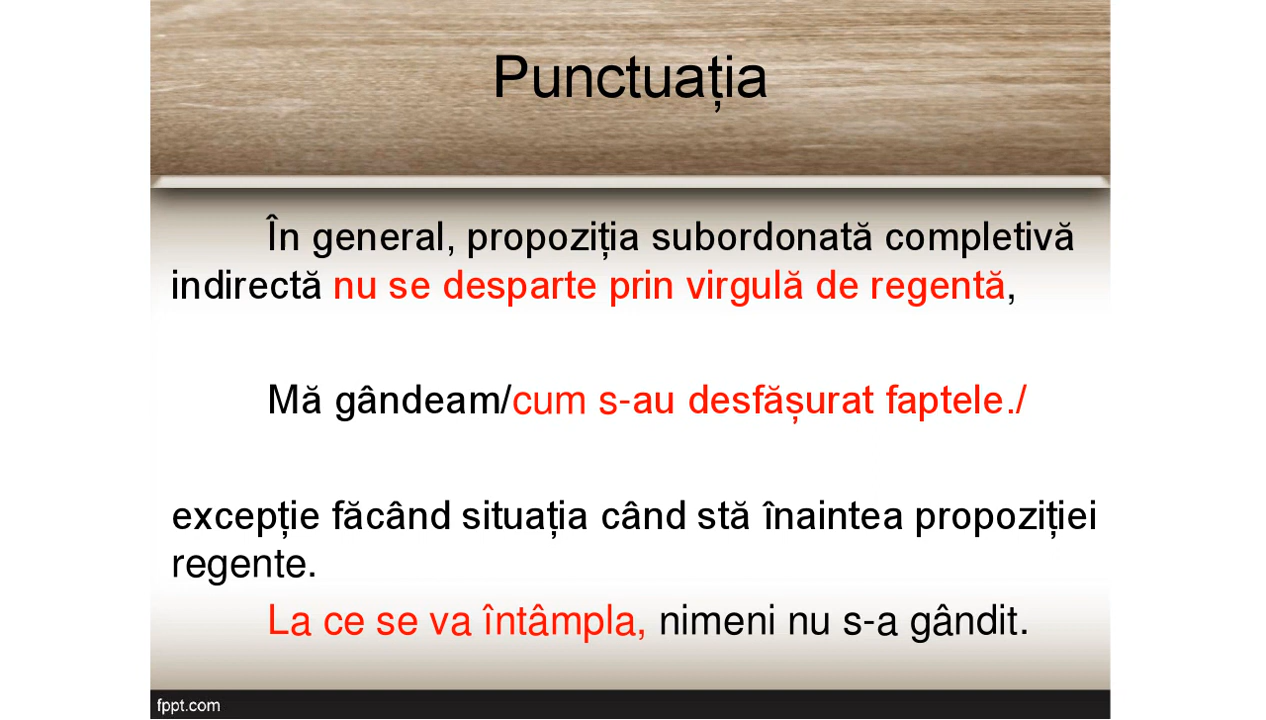 Punctuația
În general, propoziția subordonată completivă
indirectă nu se desparte prin virgulă de regentă,
Mă gândeam/cum s-au desfășurat faptele./
excepție făcând situația când stă înaintea propoziției
regente.
La ce se va întâmpla, nimeni nu s-a gândit.
fppt.com